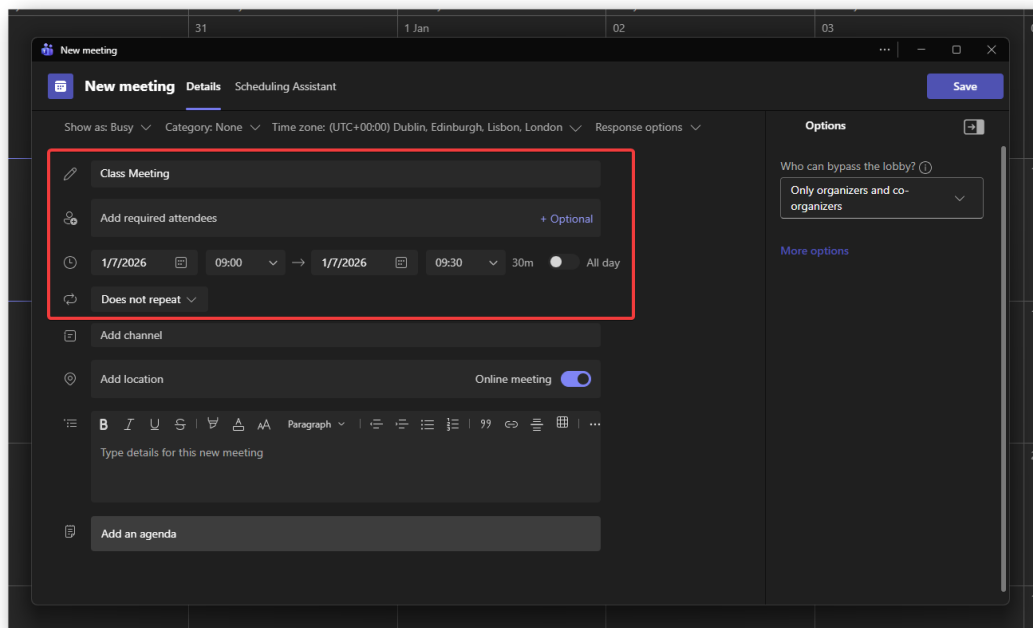 31
1 Jan
02
03
New meeting
New meeting
Details
Scheduling Assistant
Save
Show as: Busy
Category: None
Time zone: (UTC+00:00) Dublin, Edinburgh, Lisbon, London
Response options
Options
Class Meeting
Who can bypass the lobby?
Only organizers and co-
organizers
Add required attendees
+ Optional
1/7/2026
09:00
1/7/2026
09:30
30m
All day
More options
Does not repeat
Add channel
Add location
Online meeting
Paragraph
Type details for this new meeting
Add an agenda